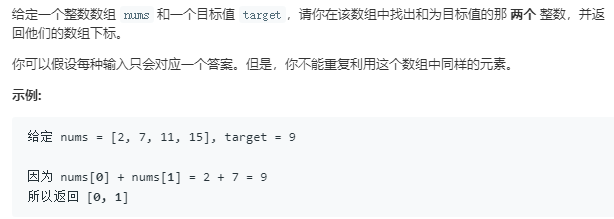 给定一个整数数组 nums 和一个目标值 target，请你在该数组中找出和为目标值的那 两个 整数，并返
回他们的数组下标。
你可以假设每种输入只会对应一个答案。但是，你不能重复利用这个数组中同样的元素。
示例:
给定 nums = [2, 7, 11, 15], target = 9
因为 nums[0] + nums[1] = 2 + 7 = 9
所以返回 [0, 1]